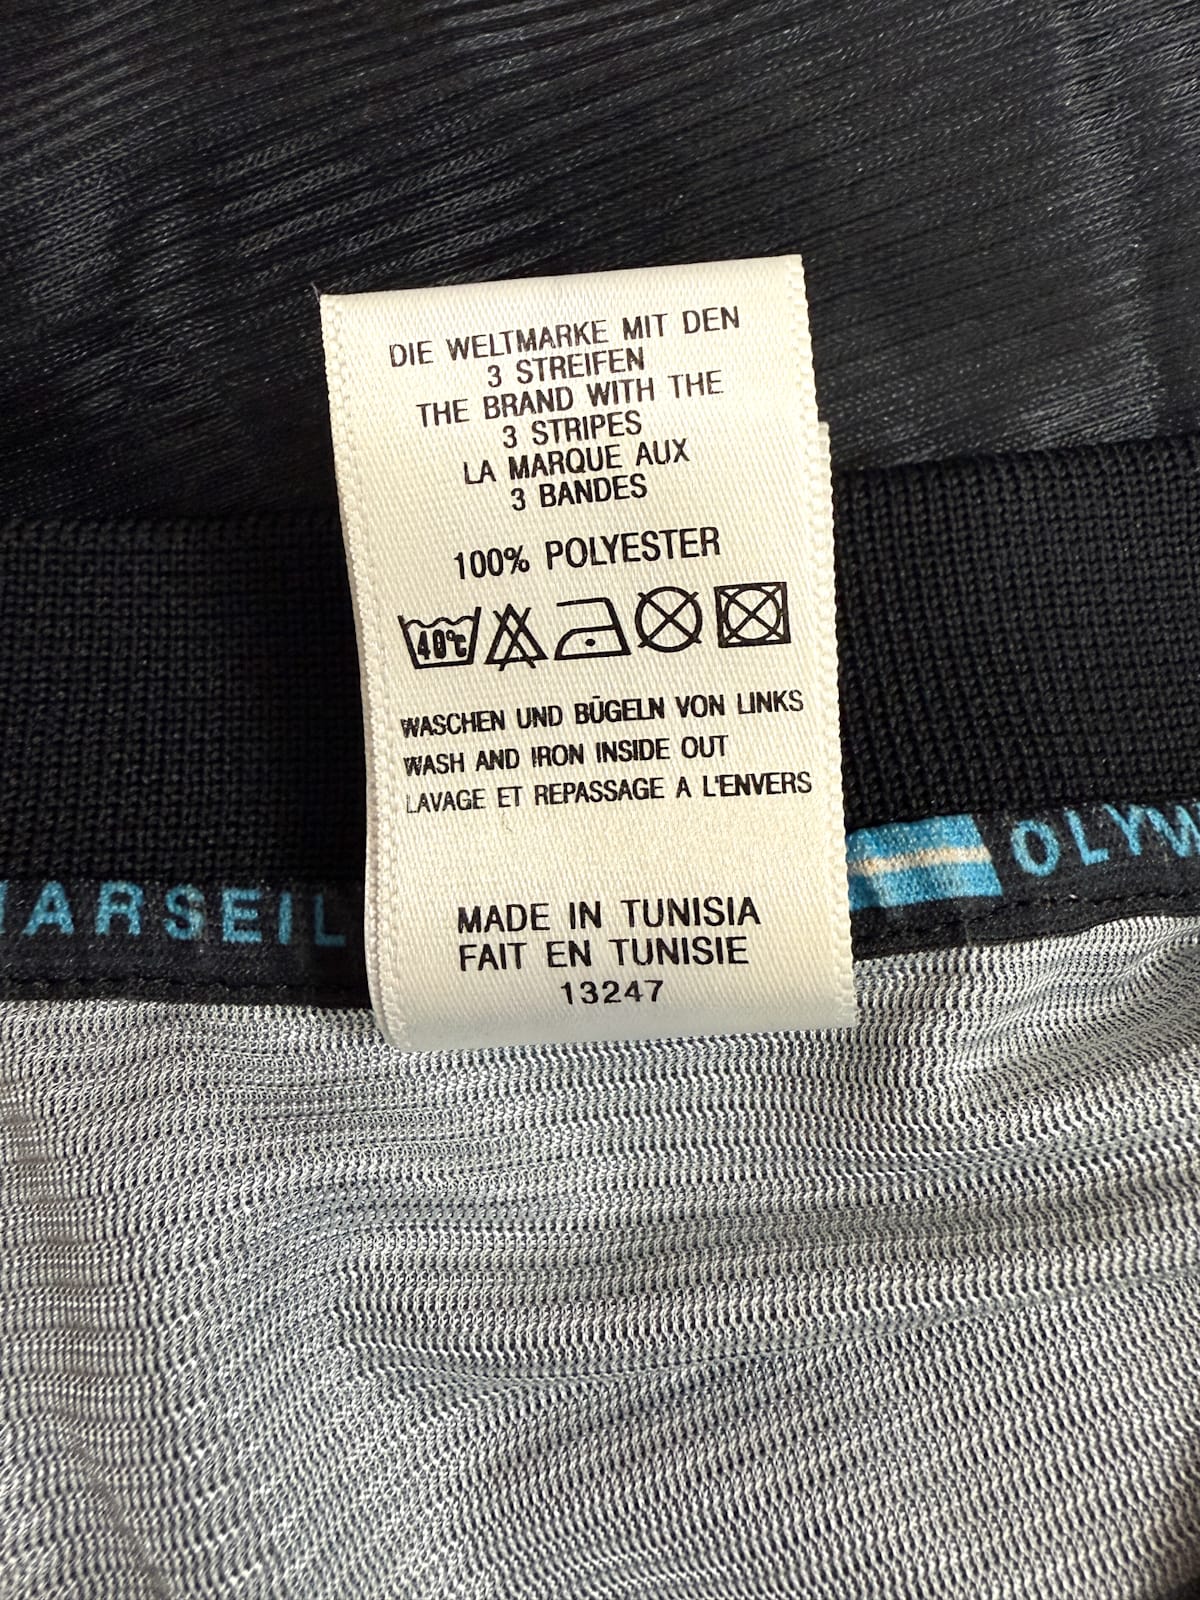 DIE WELTMARKE MIT DEN
3 STREIFEN
THE BRAND WITH THE
3 STRIPES
LA MARQUE AUX
3 BANDES
100% POLYESTER
40°C
WASCHEN UND BÜGELN VON LINKS
WASH AND IRON INSIDE OUT
LAVAGE ET REPASSAGE A L'ENVERS
MADE IN TUNISIA
FAIT EN TUNISIE
13247
MARSEIL
OLYM